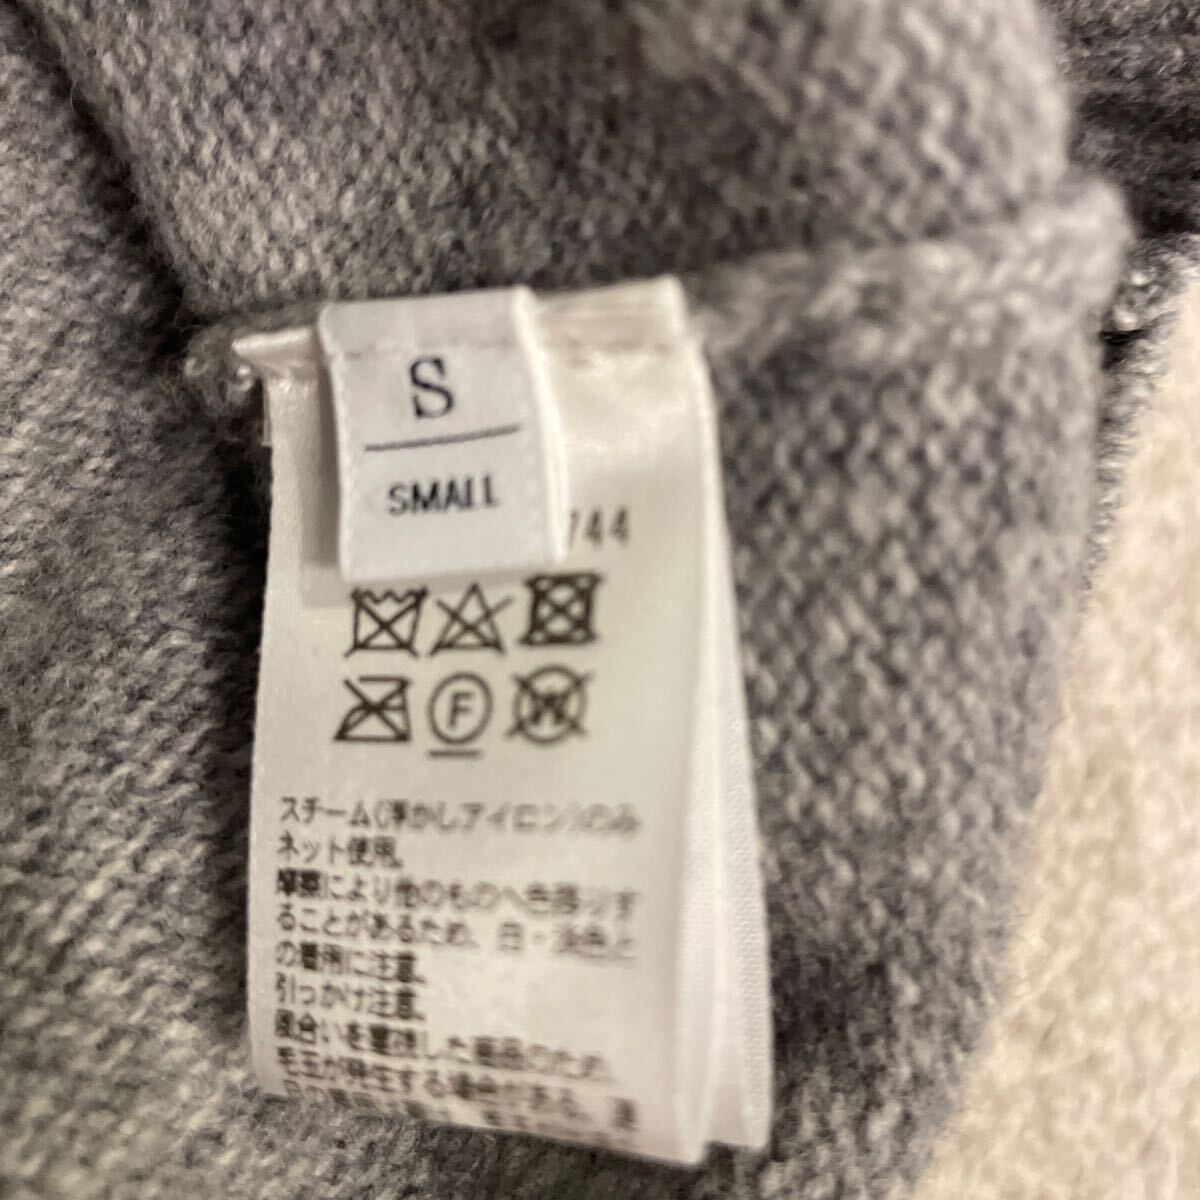 S
SMALL
744
F
W
スチーム(浮かしアイロン)のみ
ネット使用。
摩擦により他のものへ色移りす
ることがあるため、白・淡色と
の着用に注意。
引っかけ注意。
風合いを重視した商品のため、
毛玉が発生する場合がある。